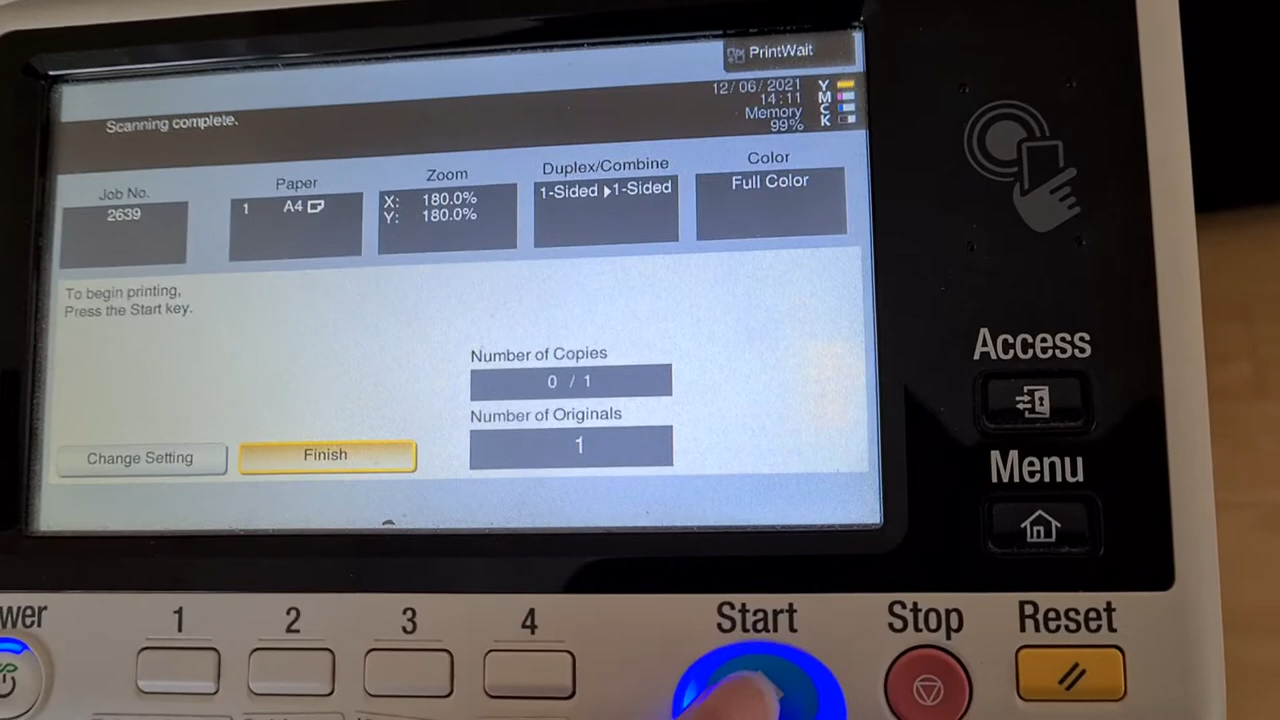 PrintWait
12/06/2021
14:11
Memory
99%
Y
M
C
K
Scanning complete.
Job No.
2639
Paper
1 A4
Zoom
X: 180.0%
Y: 180.0%
Duplex/Combine
1-Sided ▶1-Sided
Color
Full Color
To begin printing,
Press the Start key.
Number of Copies
0 / 1
Number of Originals
1
Change Setting
Finish
Access
Menu
wer
1
2
3
4
Start
Stop
Reset